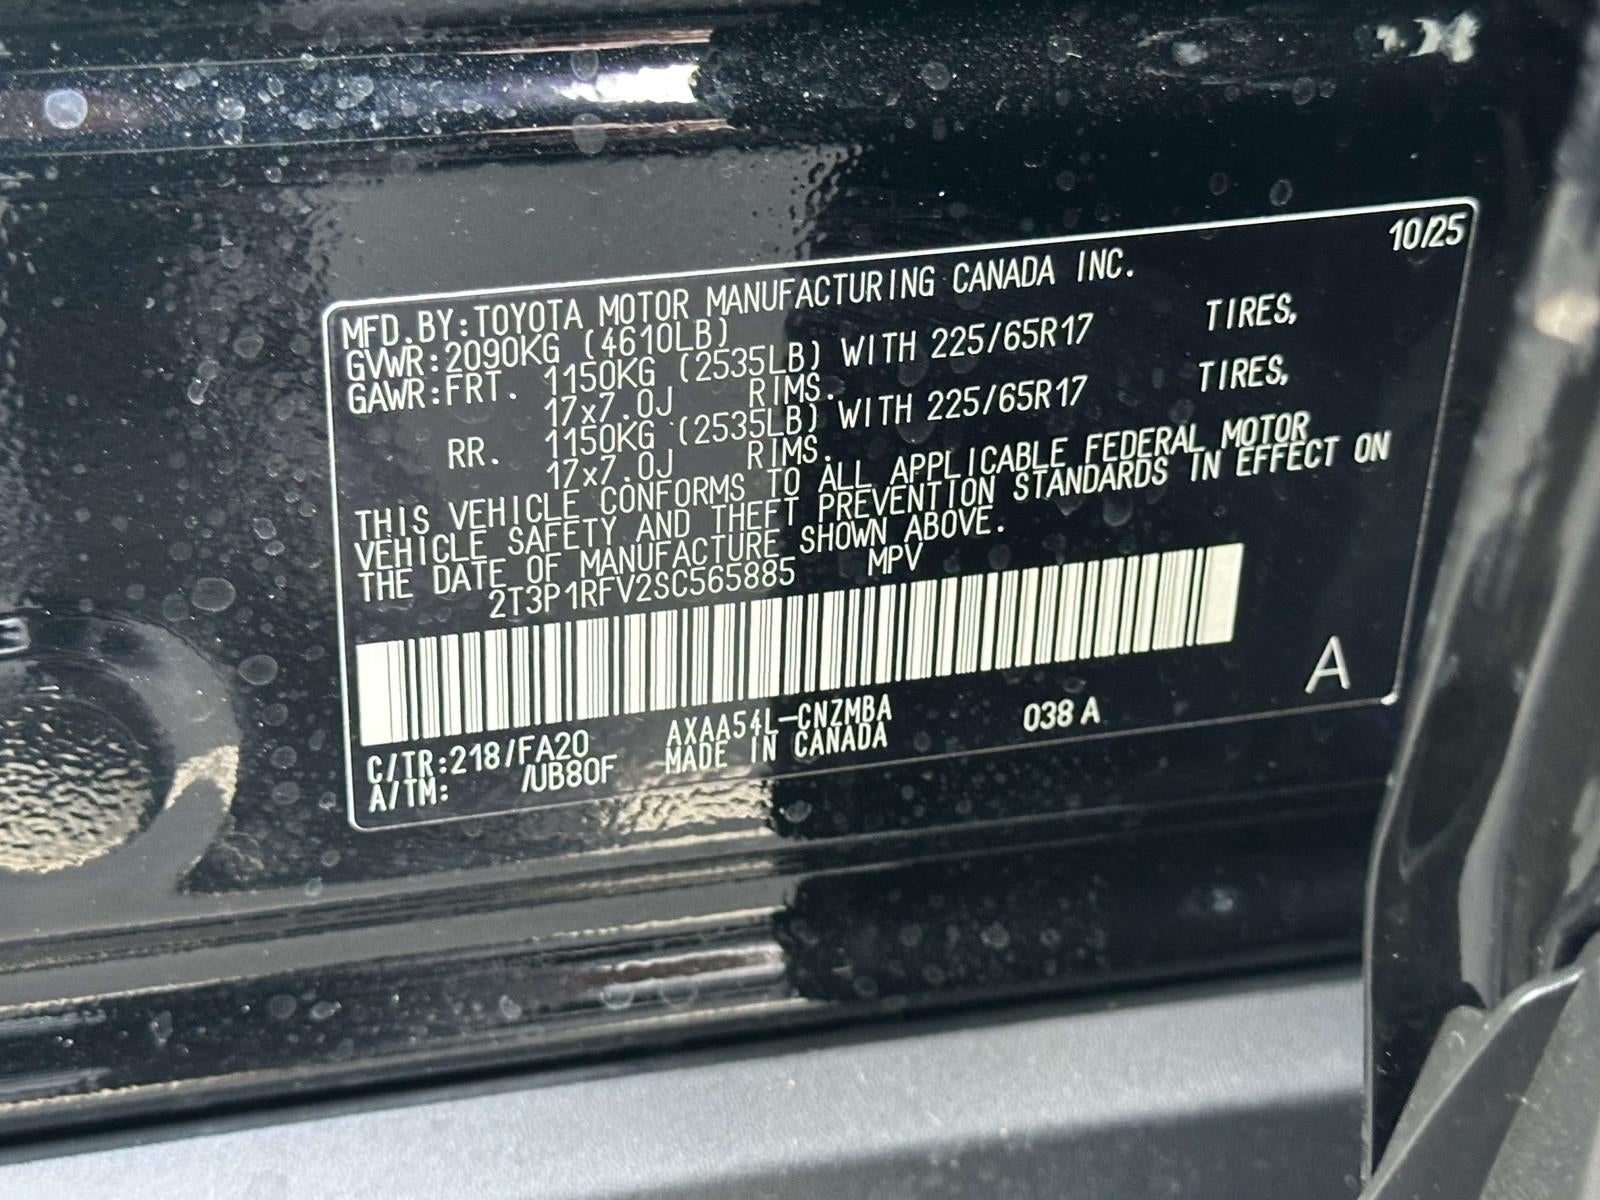 10/25
MFD.BY:TOYOTA MOTOR MANUFACTURING CANADA INC.
GVWR:2090KG (4610LB)
GAWR:FRT. 1150KG (2535LB) WITH 225/65R17 TIRES,
17x7.0J RIMS.
RR. 1150KG (2535LB) WITH 225/65R17 TIRES,
17x7.0J RIMS.
THIS VEHICLE CONFORMS TO ALL APPLICABLE FEDERAL MOTOR
VEHICLE SAFETY AND THEFT PREVENTION STANDARDS IN EFFECT ON
THE DATE OF MANUFACTURE SHOWN ABOVE.
2T3P1RFV2SC565885 MPV
A
C/TR:218/FA20 AXAA54L-CNZMBA 038 A
A/TM: /UB80F MADE IN CANADA